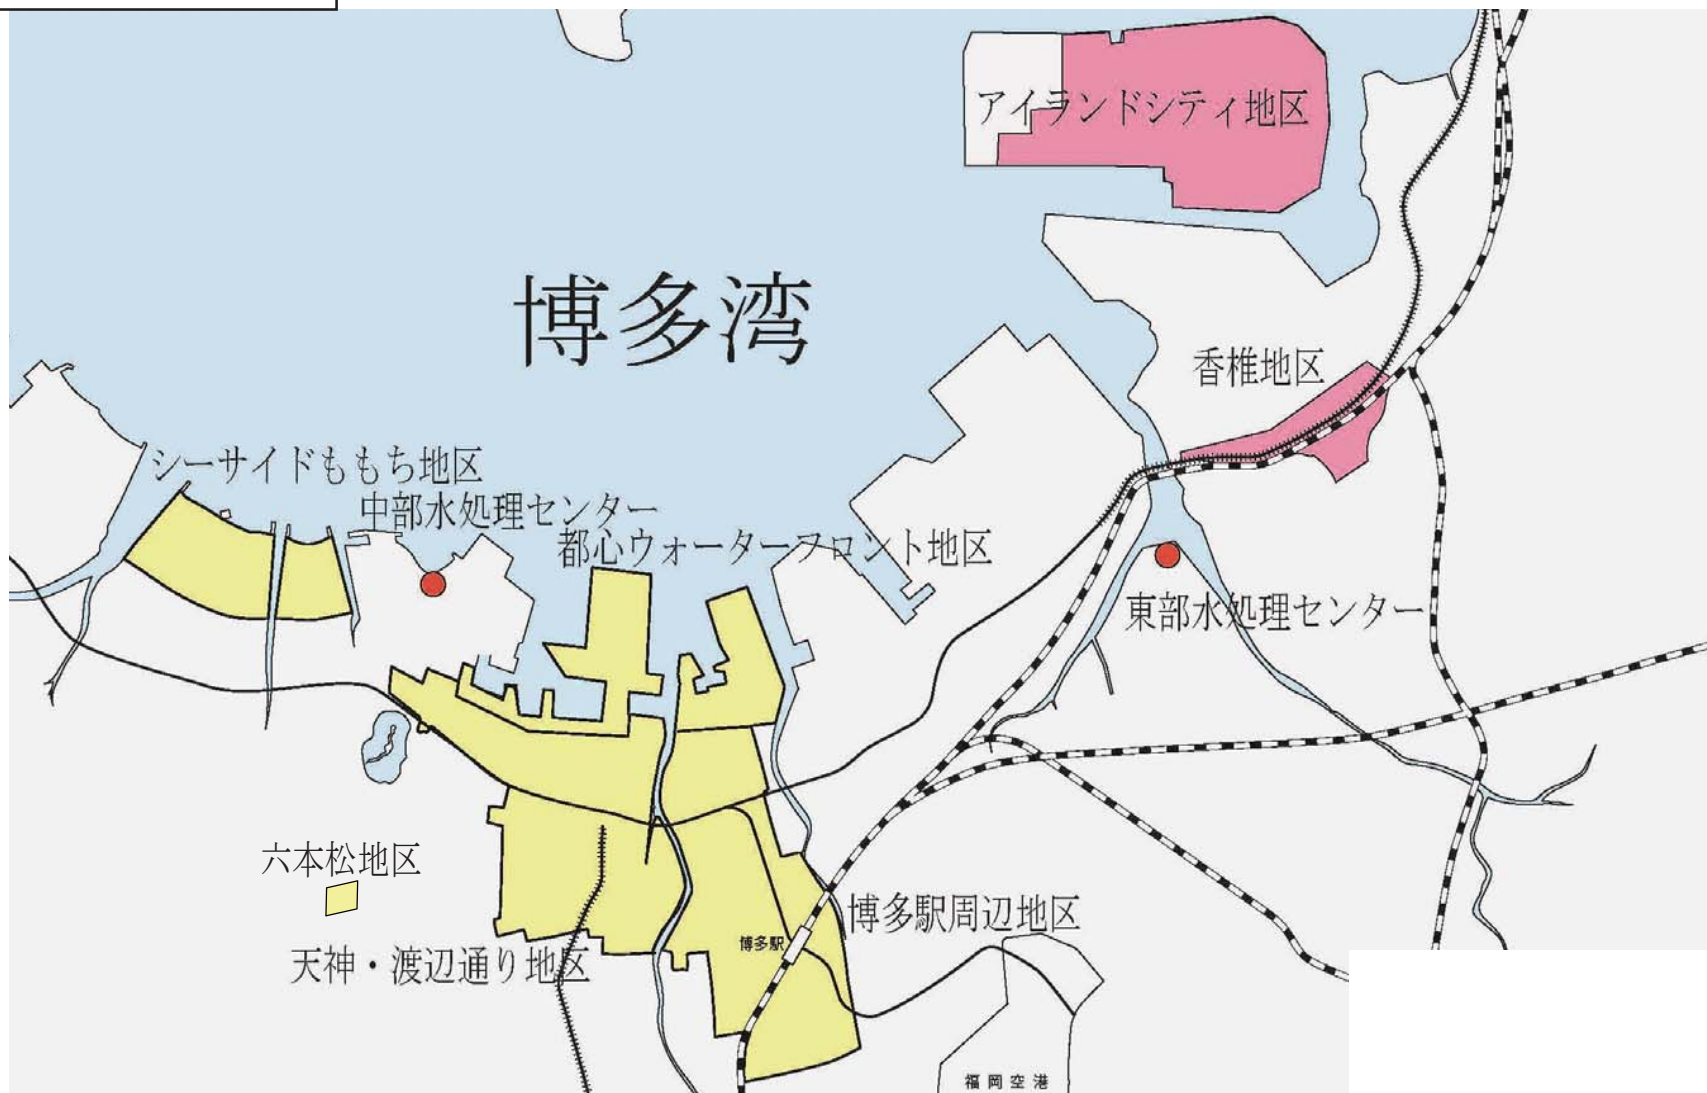 アイランドシティ地区
博多湾
香椎地区
シーサイドももち地区
中部水処理センター
都心ウォーターフロント地区
東部水処理センター
六本松地区
博多駅周辺地区
博多駅
天神・渡辺通り地区
福岡空港